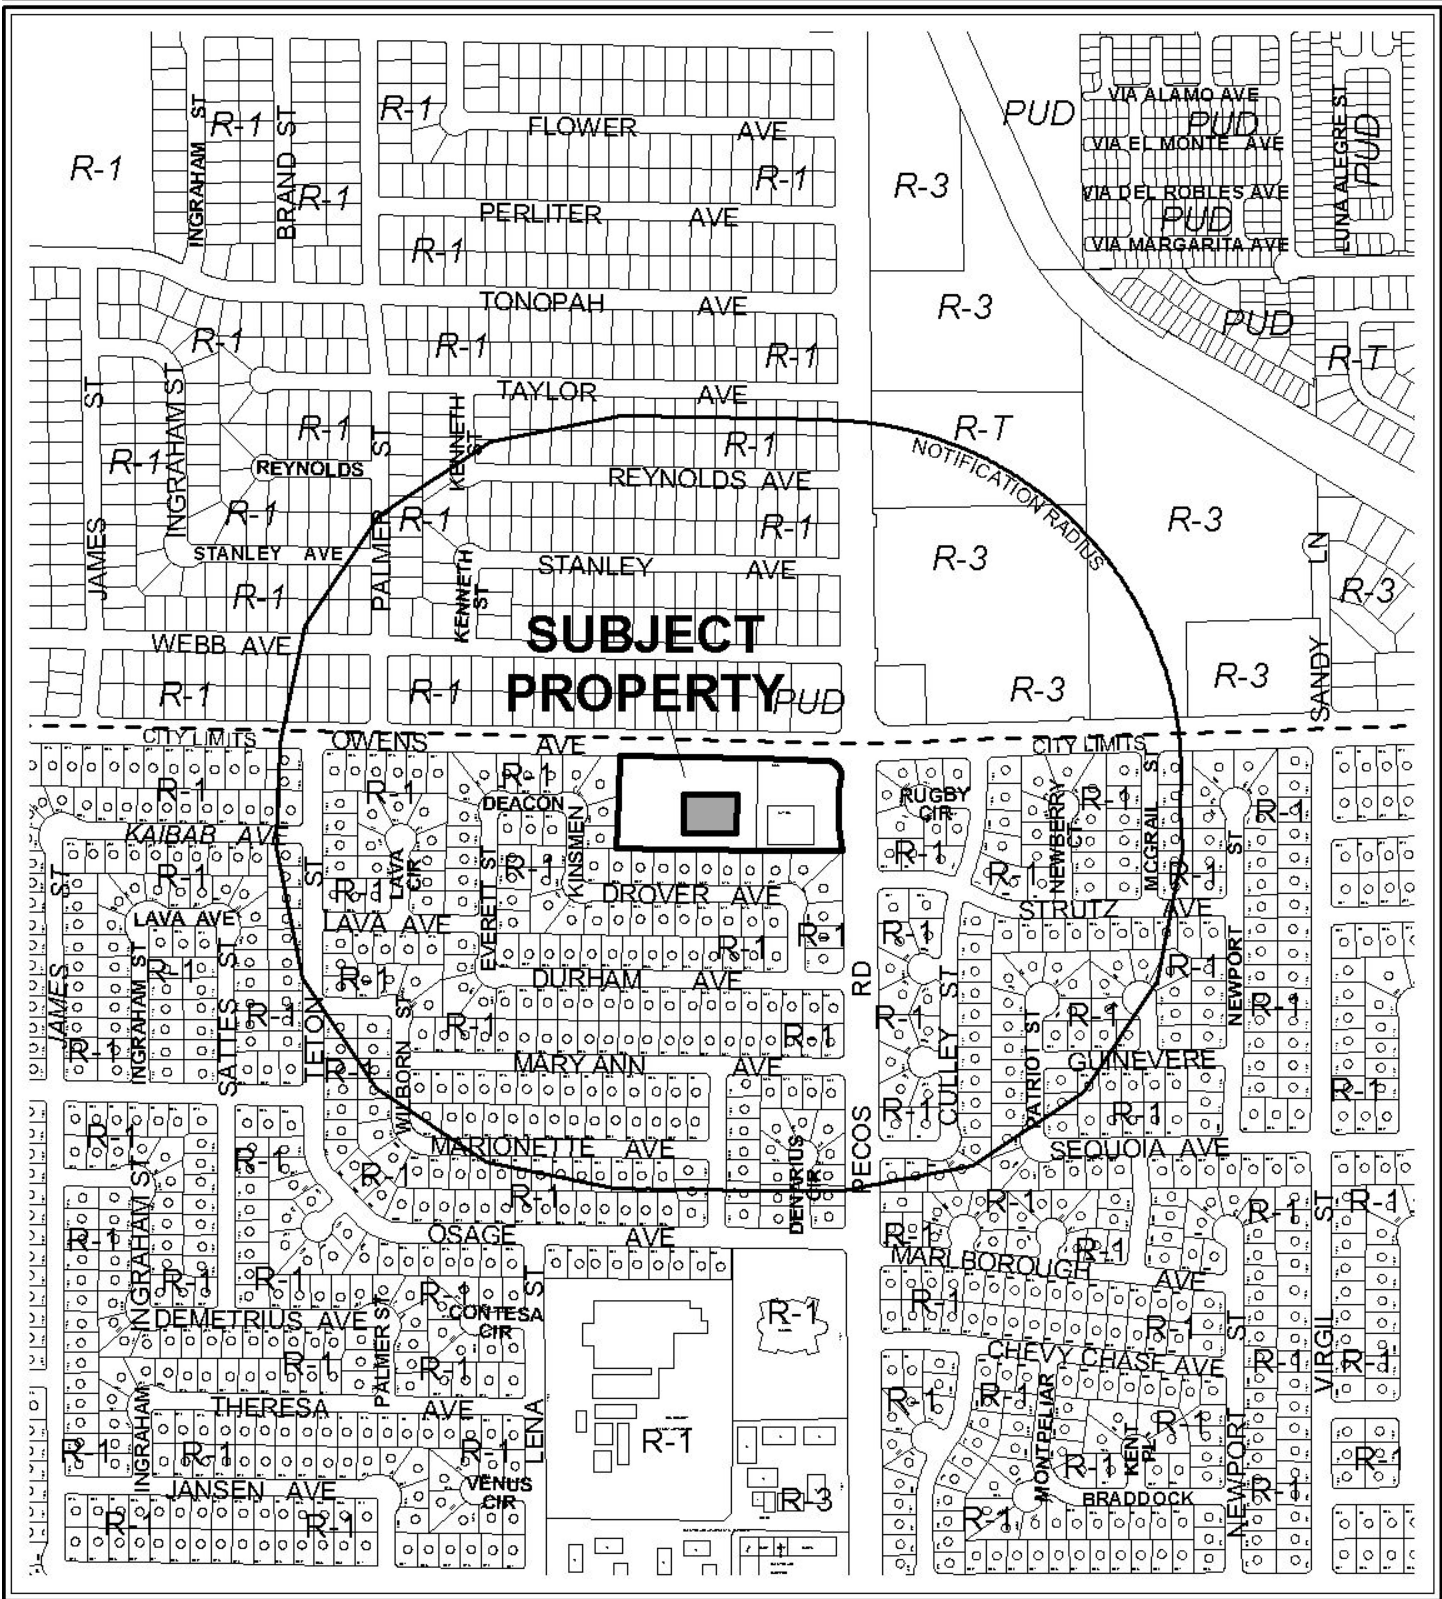 VIA ALAMO AVE
PUD
R-1
INGRAHAM ST
R-1
BRAND ST
R-1
FLOWER AVE
PUD
VIA EL MONTE AVE
LUNA ALEGRE ST
PUD
R-1
R-1
R-1
R-3
VIA DEL ROBLES AVE
PERLITER AVE
PUD
R-1
VIA MARGARITA AVE
TONOPAH AVE
R-3
PUD
R-1
R-1
R-1
R-T
JAMES ST
INGRAHAM ST
TAYLOR AVE
KENNETH ST
R-1
R-1
R-T
NOTIFICATION RADIUS
R-1
REYNOLDS
REYNOLDS AVE
R-1
PALMER ST
R-1
R-1
R-3
STANLEY AVE
STANLEY AVE
R-3
LN
R-1
KENNETH ST
R-3
SUBJECT
WEBB AVE
SANDY
R-1
R-1
PROPERTY
PUD
R-3
R-3
CITY LIMITS
OWENS AVE
CITY LIMITS
R-1
R-1
R-1
DEACON
KINSMEN
RUGBY
CIR
NEWBERRY
CT
R-1
MCGRAIL ST
R-1
KAIBAB AVE
R-1
LAVA
CIR
R-1
EVERETT ST
R-1
R-1
R-1
R-1
DROVER AVE
STRUTZ AVE
LAVA AVE
LAVA AVE
R-1
R-1
R-1
JAMES ST
INGRAHAM ST
R-1
SATTES ST
R-1
TETON ST
R-1
DURHAM AVE
R-1
NEWPORT ST
R-1
R-1
WILBORN ST
R-1
R-1
PECOS RD
R-1
CULLEY ST
PATRIOT ST
R-1
R-1
R-1
MARY ANN AVE
GUINEVERE
R-1
R-1
R-1
R-1
R-1
MARIONETTE AVE
DENARIUS
CIR
SEQUOIA AVE
INGRAHAM ST
R-1
R-1
R-1
R-1
R-1
ST
R-1
OSAGE AVE
R-1
R-1
MARLBOROUGH AVE
R-1
R-1
R-1
CONTESA
CIR
LENA ST
R-1
R-1
R-1
DEMETRIUS AVE
PALMER ST
R-1
R-1
CHEVY CHASE AVE
R-1
VIRGIL
R-1
INGRAHAM
THERESA AVE
R-1
R-1
MONTPELIAR
R-1
NEWPORT ST
R-1
R-1
R-1
R-1
R-1
KENT
PL
R-1
JANSEN AVE
VENUS
CIR
R-3
BRADDOCK
R-1
R-1
R-1
R-1